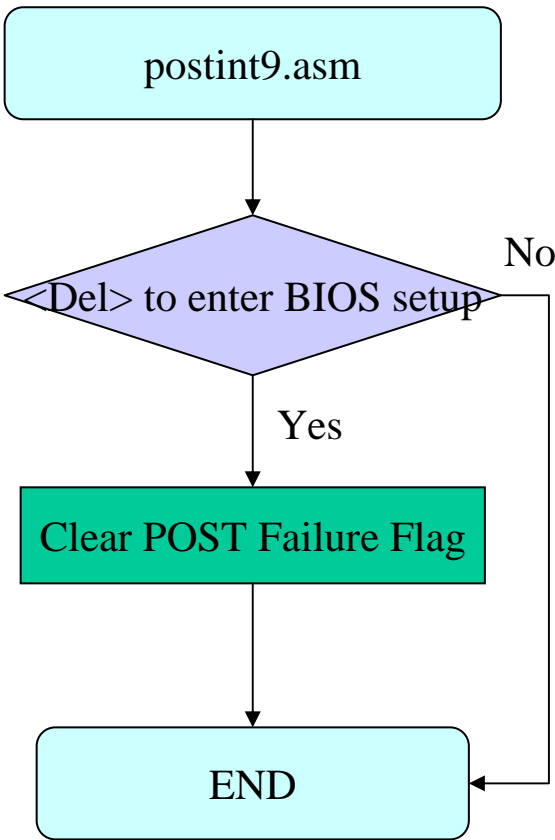 postint9.asm
No
<Del> to enter BIOS setup
Yes
Clear POST Failure Flag
END